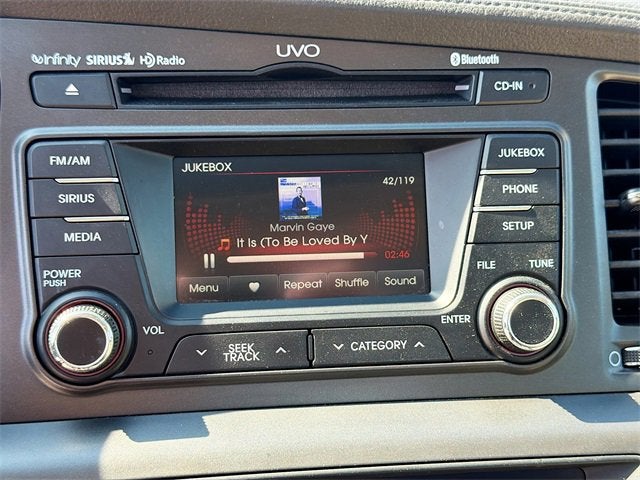 UVO
infinity SIRIUS HD Radio
Bluetooth
CD-IN
FM/AM
SIRIUS
MEDIA
POWER
PUSH
VOL
JUKEBOX
42/119
Marvin Gaye
It Is (To Be Loved By Y
02:46
Menu
Repeat
Shuffle
Sound
JUKEBOX
PHONE
SETUP
FILE
TUNE
ENTER
SEEK
TRACK
CATEGORY